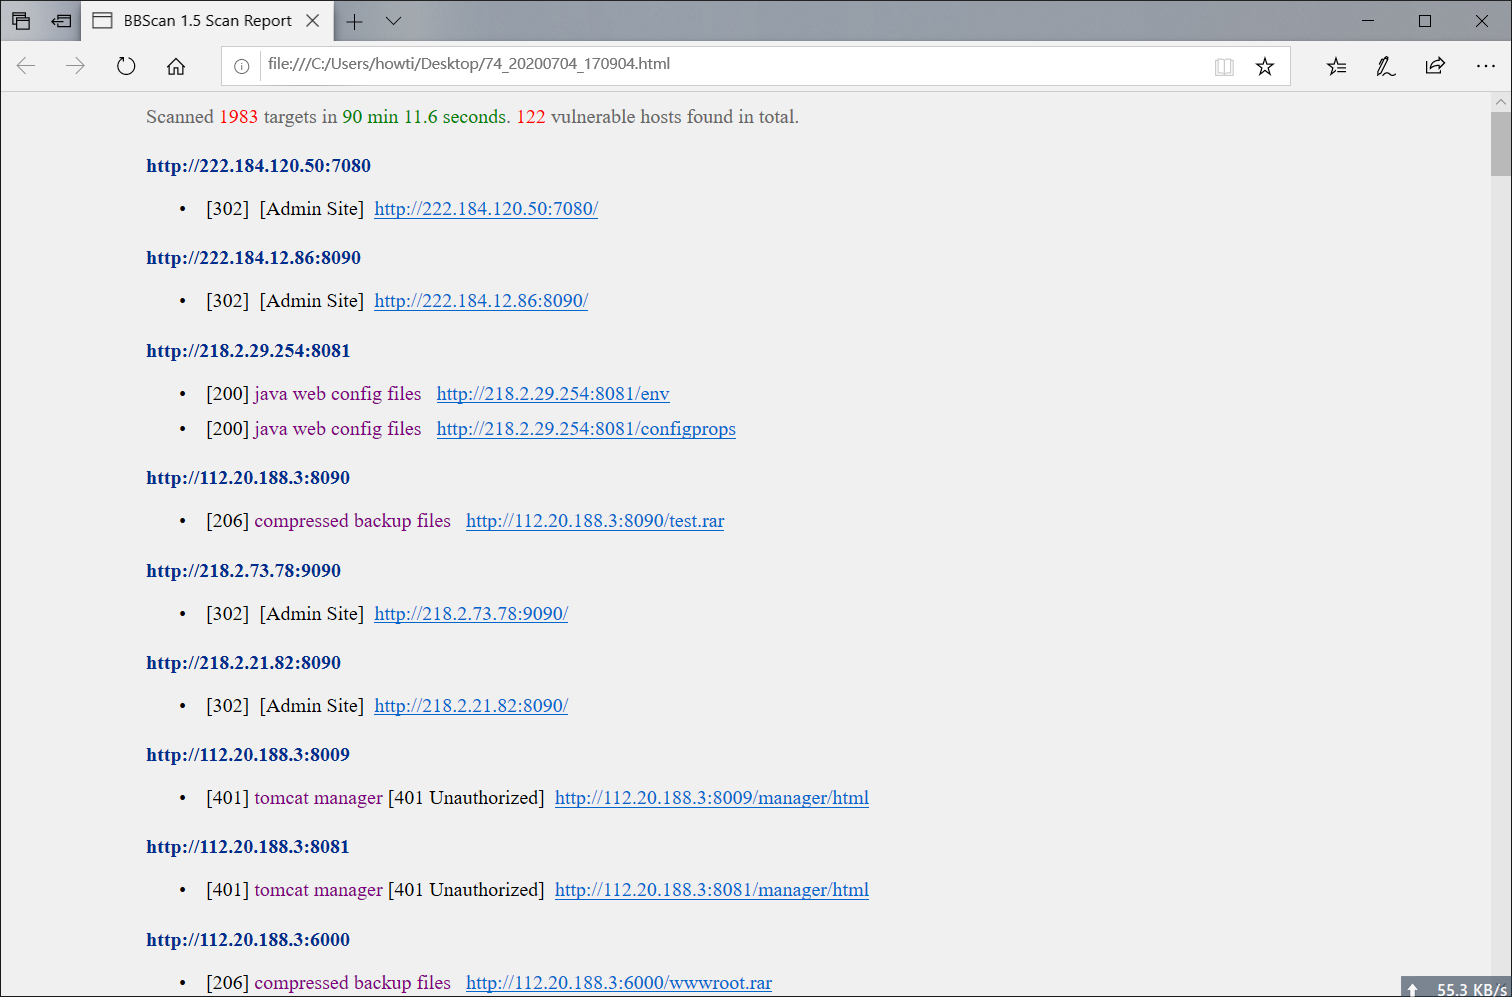 BBScan 1.5 Scan Report
file:///C:/Users/howti/Desktop/74_20200704_170904.html
Scanned 1983 targets in 90 min 11.6 seconds. 122 vulnerable hosts found in total.
http://222.184.120.50:7080
• [302] [Admin Site] http://222.184.120.50:7080/
http://222.184.12.86:8090
• [302] [Admin Site] http://222.184.12.86:8090/
http://218.2.29.254:8081
• [200] java web config files http://218.2.29.254:8081/env
• [200] java web config files http://218.2.29.254:8081/configprops
http://112.20.188.3:8090
• [206] compressed backup files http://112.20.188.3:8090/test.rar
http://218.2.73.78:9090
• [302] [Admin Site] http://218.2.73.78:9090/
http://218.2.21.82:8090
• [302] [Admin Site] http://218.2.21.82:8090/
http://112.20.188.3:8009
• [401] tomcat manager [401 Unauthorized] http://112.20.188.3:8009/manager/html
http://112.20.188.3:8081
• [401] tomcat manager [401 Unauthorized] http://112.20.188.3:8081/manager/html
http://112.20.188.3:6000
• [206] compressed backup files http://112.20.188.3:6000/wwwroot.rar
55.3 KB/s